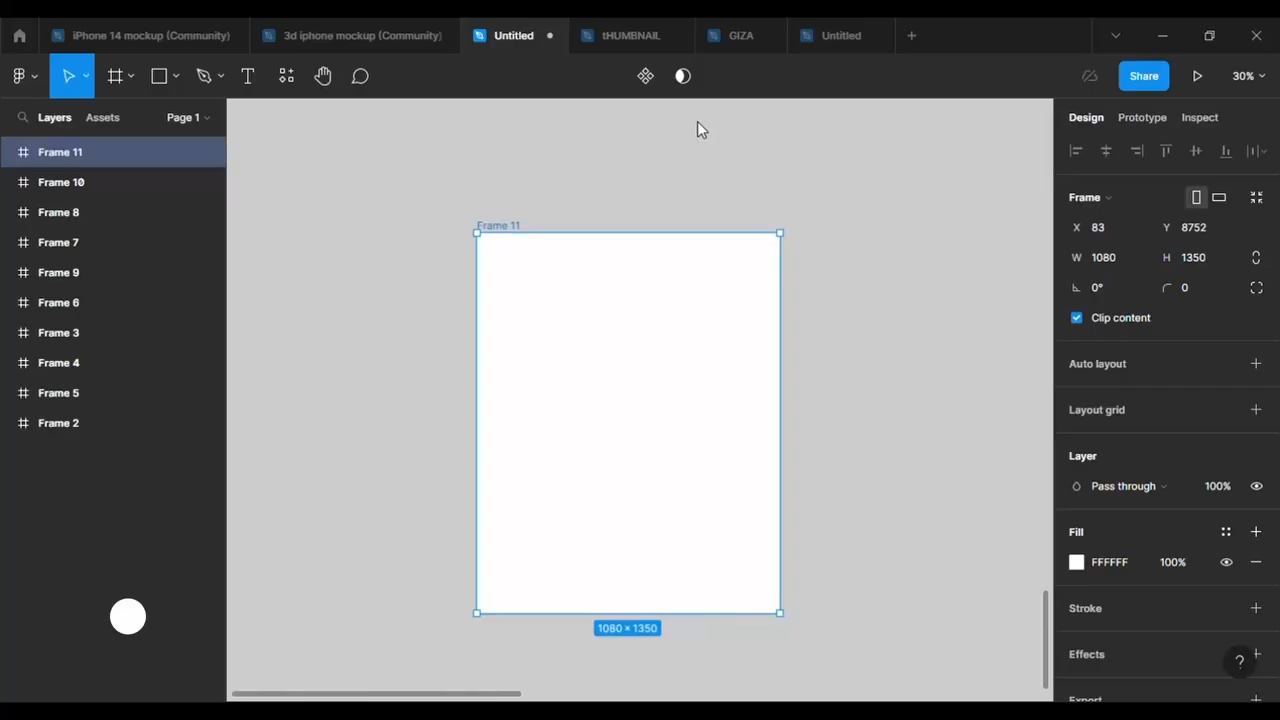 iPhone 14 mockup (Community)
3d iphone mockup (Community)
Untitled
tHUMBNAIL
GIZA
Untitled
Share
30%
Layers
Assets
Page 1
Frame 11
Frame 10
Frame 8
Frame 7
Frame 9
Frame 6
Frame 3
Frame 4
Frame 5
Frame 2
Frame 11
1080 × 1350
Design
Prototype
Inspect
Frame
X 83
Y 8752
W 1080
H 1350
0°
0
Clip content
Auto layout
Layout grid
Layer
Pass through
100%
Fill
FFFFFF
100%
Stroke
Effects
?
Export